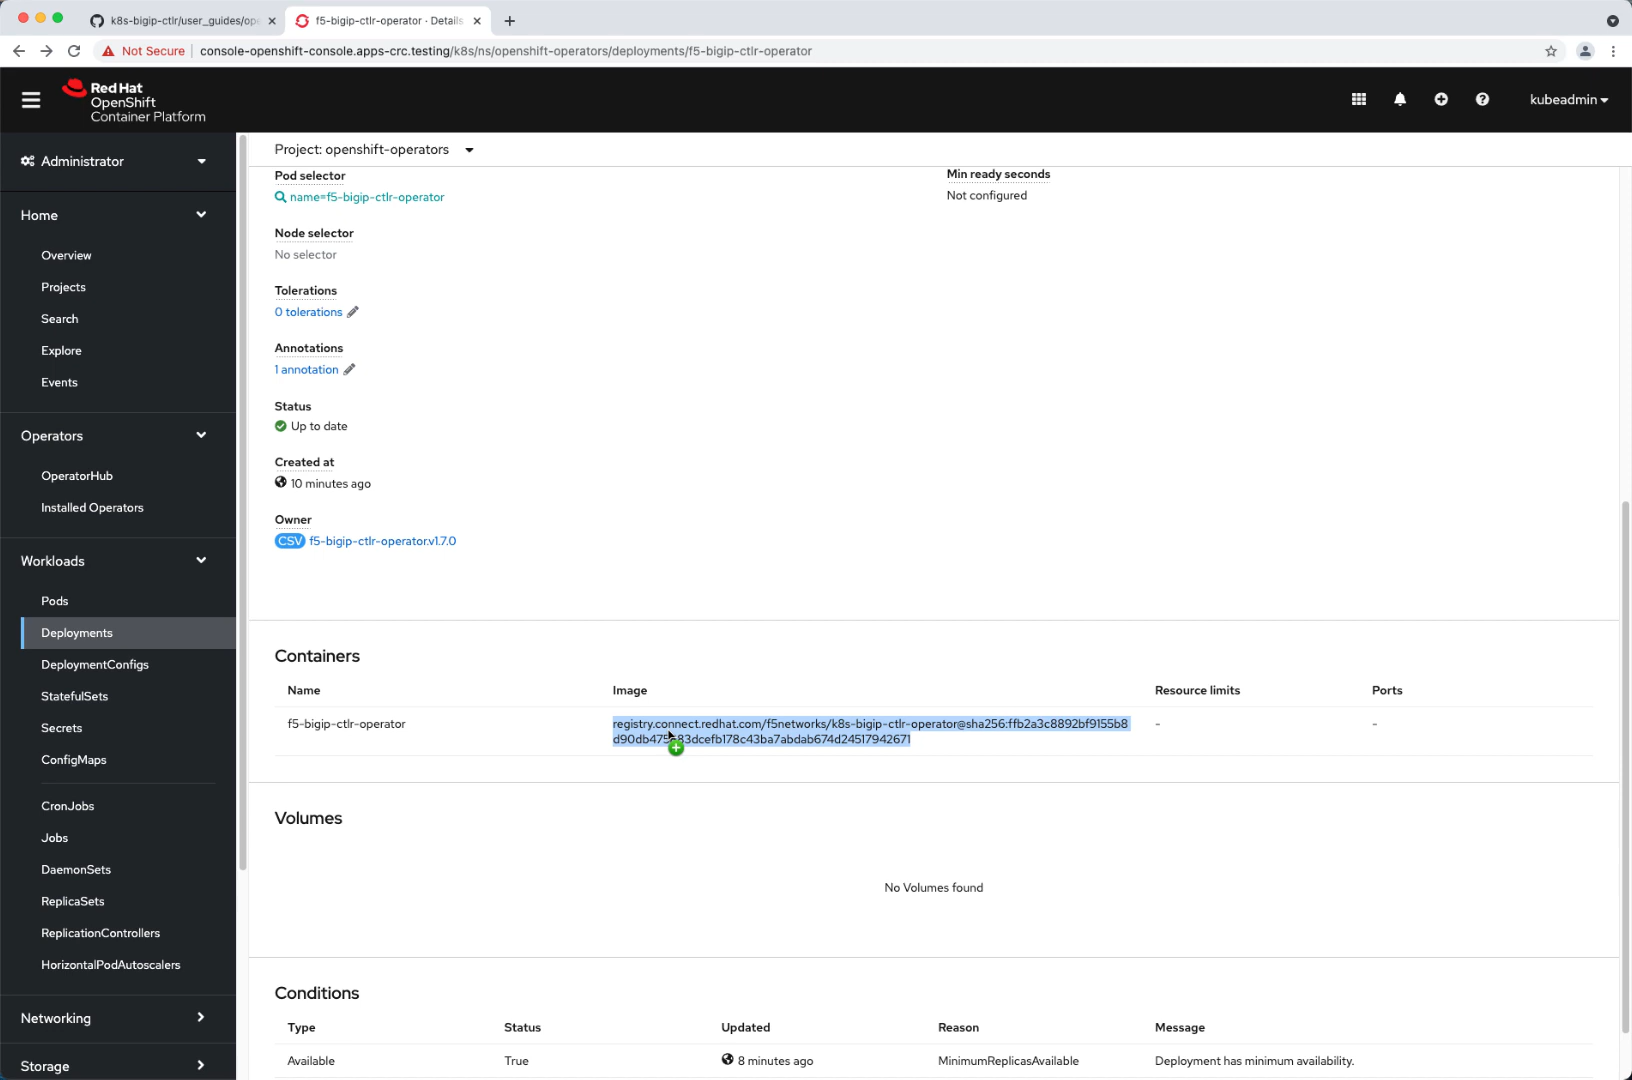 k8s-bigip-ctlr/user_guides/ope
f5-bigip-ctlr-operator · Details
Not Secure
console-openshift-console.apps-crc.testing/k8s/ns/openshift-operators/deployments/f5-bigip-ctlr-operator
Red Hat
OpenShift
Container Platform
kubeadmin
Administrator
Home
Overview
Projects
Search
Explore
Events
Operators
OperatorHub
Installed Operators
Workloads
Pods
Deployments
DeploymentConfigs
StatefulSets
Secrets
ConfigMaps
CronJobs
Jobs
DaemonSets
ReplicaSets
ReplicationControllers
HorizontalPodAutoscalers
Networking
Storage
Project: openshift-operators
Pod selector
name=f5-bigip-ctlr-operator
Min ready seconds
Not configured
Node selector
No selector
Tolerations
0 tolerations
Annotations
1 annotation
Status
Up to date
Created at
10 minutes ago
Owner
CSV f5-bigip-ctlr-operator.v1.7.0
Containers
Name Image Resource limits Ports
f5-bigip-ctlr-operator registry.connect.redhat.com/f5networks/k8s-bigip-ctlr-operator@sha256:ffb2a3c8892bf9155b8 - -
83dcefb178c43ba7abdab674d24517942671
Volumes
No Volumes found
Conditions
Type Status Updated Reason Message
Available True 8 minutes ago MinimumReplicasAvailable Deployment has minimum availability.